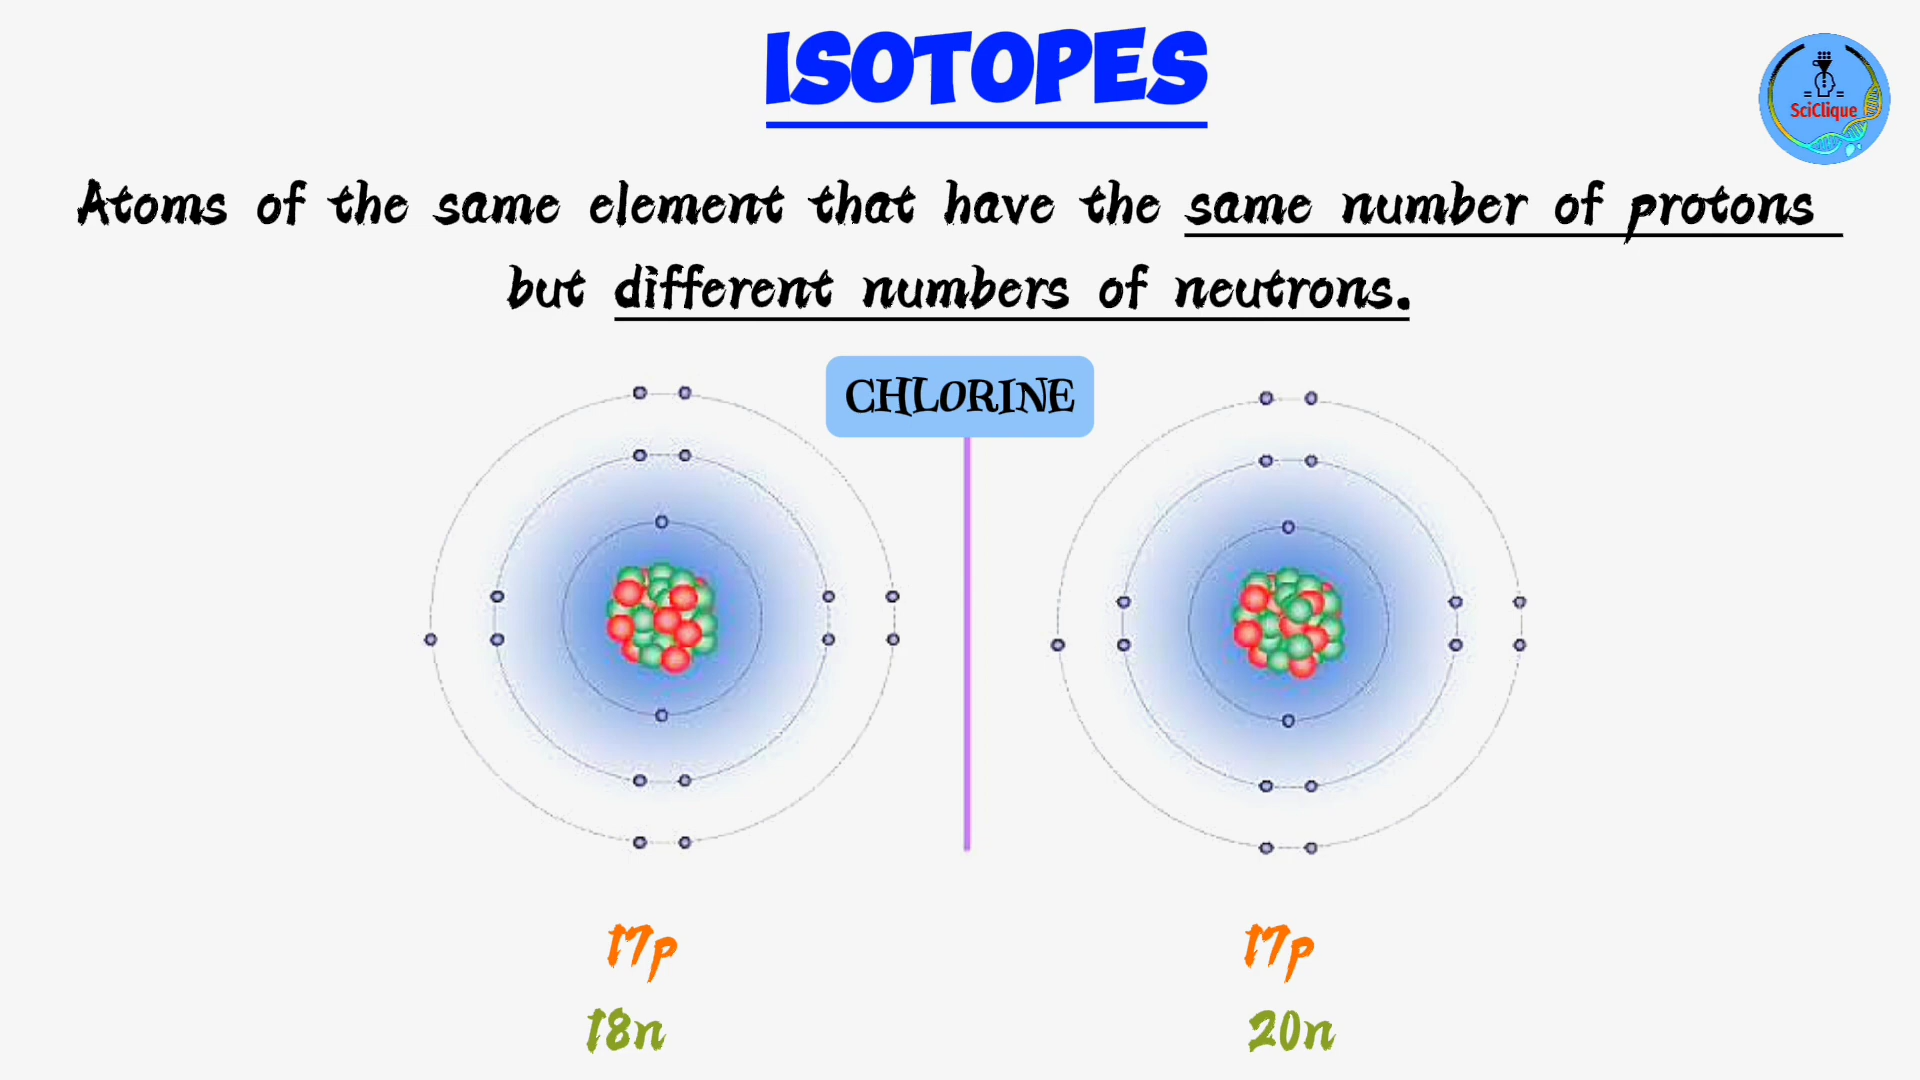 ISOTOPES
SciClique
Atoms of the same element that have the same number of protons
but different numbers of neutrons.
CHLORINE
17p
17p
18n
20n